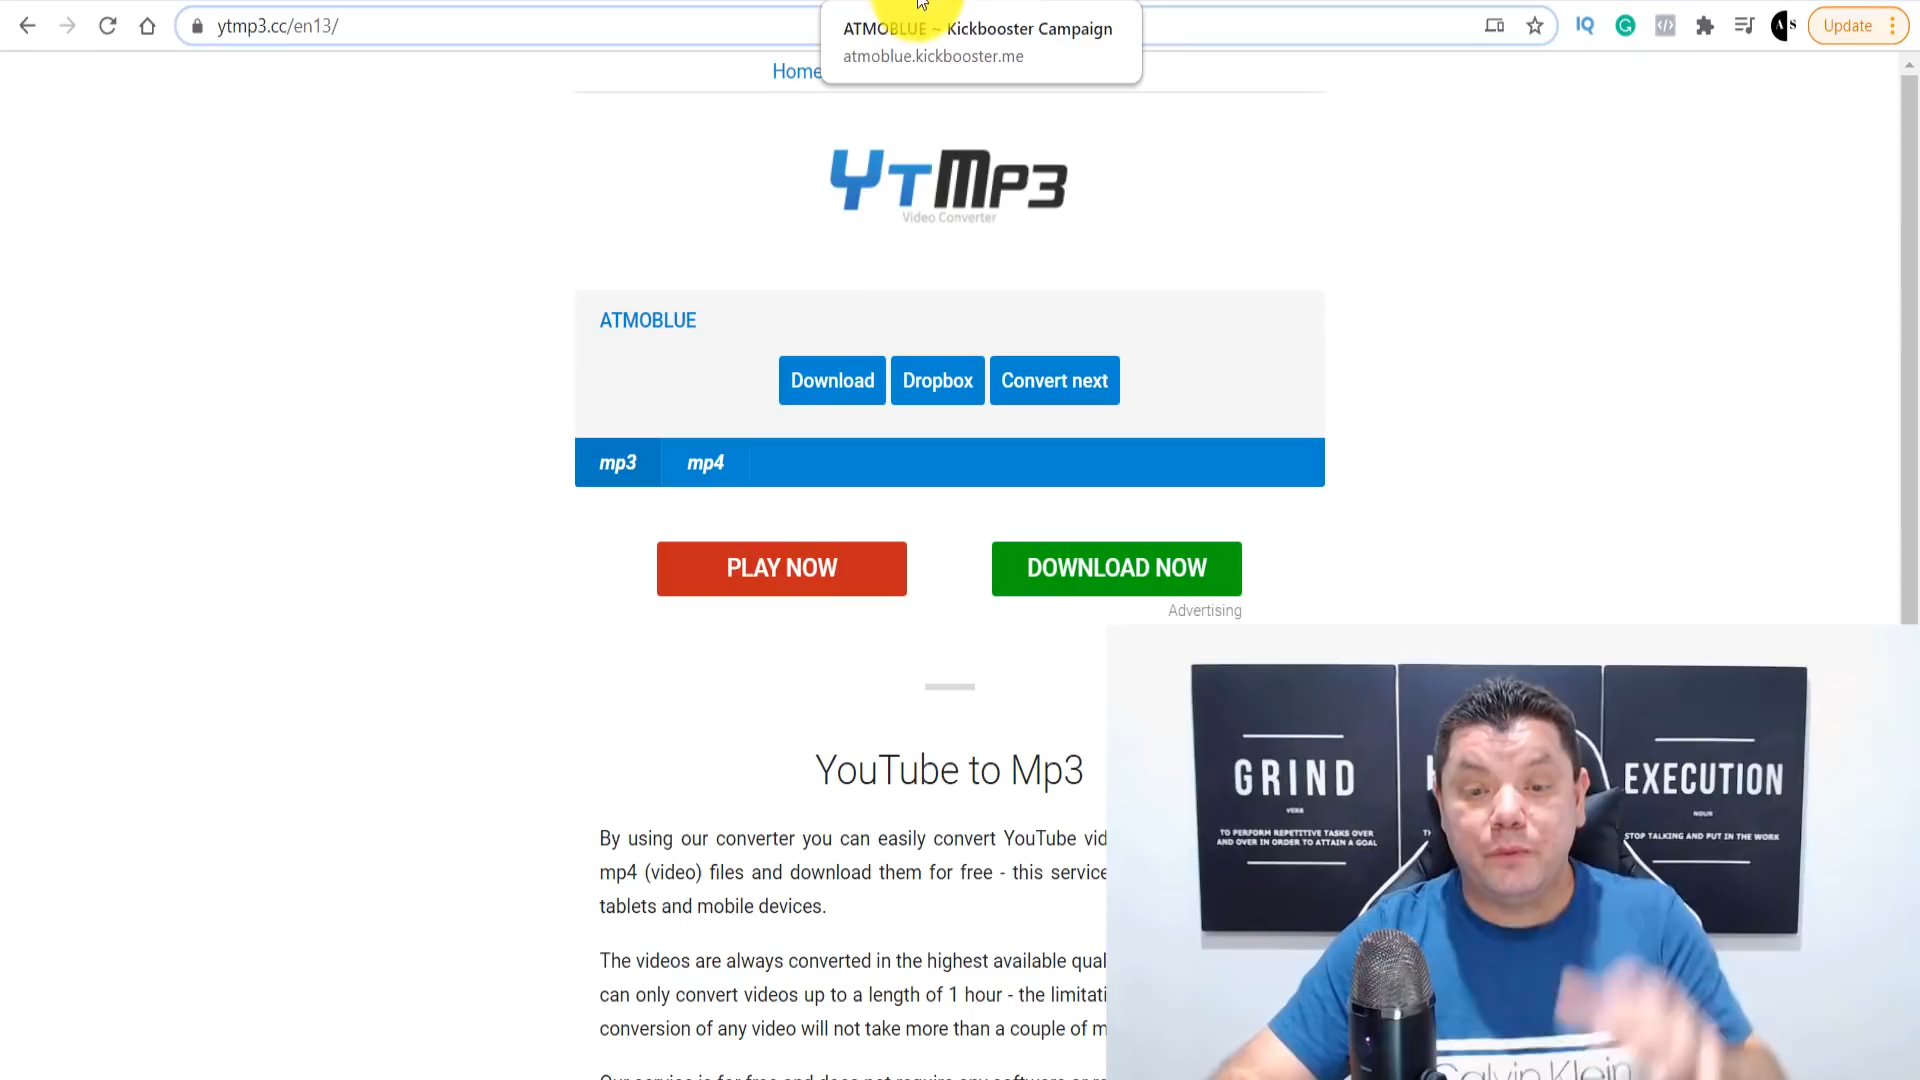 ytmp3.cc/en13/
IQ
Update
ATMOBLUE ~ Kickbooster Campaign
atmoblue.kickbooster.me
Home
YTMP3
Video Converter
ATMOBLUE
Download
Dropbox
Convert next
mp3
mp4
PLAY NOW
DOWNLOAD NOW
Advertising
YouTube to Mp3
By using our converter you can easily convert YouTube vid
mp4 (video) files and download them for free - this service
tablets and mobile devices.
The videos are always converted in the highest available qual
can only convert videos up to a length of 1 hour - the limitati
conversion of any video will not take more than a couple of m
GRIND
VERB
TO PERFORM REPETITIVE TASKS OVER
AND OVER IN ORDER TO ATTAIN A GOAL
EXECUTION
NOUN
STOP TALKING AND PUT IN THE WORK
Calvin Klein